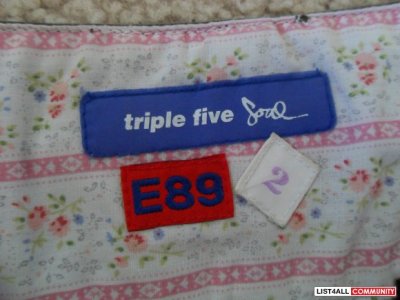 triple five Soul
E89
2
LIST4ALL COMMUNITY